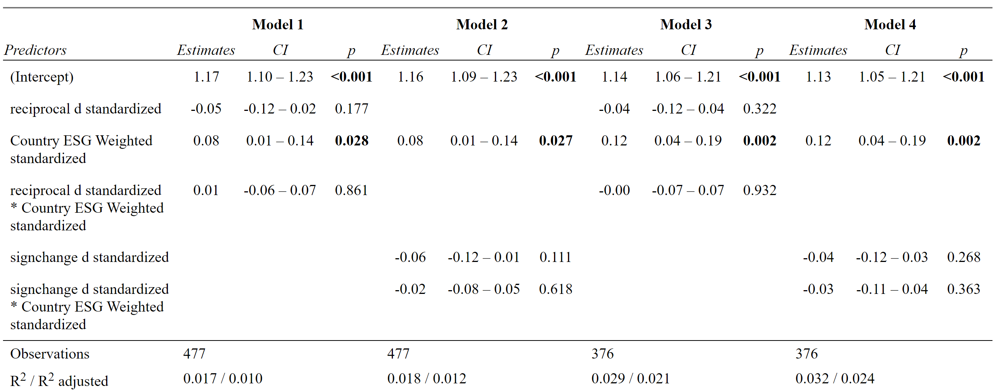 Model 1 Model 2 Model 3 Model 4
Predictors Estimates CI p Estimates CI p Estimates CI p Estimates CI p
(Intercept) 1.17 1.10 – 1.23 <0.001 1.16 1.09 – 1.23 <0.001 1.14 1.06 – 1.21 <0.001 1.13 1.05 – 1.21 <0.001
reciprocal d standardized -0.05 -0.12 – 0.02 0.177 -0.04 -0.12 – 0.04 0.322
Country ESG Weighted 0.08 0.01 – 0.14 0.028 0.08 0.01 – 0.14 0.027 0.12 0.04 – 0.19 0.002 0.12 0.04 – 0.19 0.002
standardized
reciprocal d standardized 0.01 -0.06 – 0.07 0.861 -0.00 -0.07 – 0.07 0.932
* Country ESG Weighted
standardized
signchange d standardized -0.06 -0.12 – 0.01 0.111 -0.04 -0.12 – 0.03 0.268
signchange d standardized -0.02 -0.08 – 0.05 0.618 -0.03 -0.11 – 0.04 0.363
* Country ESG Weighted
standardized
Observations 477 477 376 376
R2 / R2 adjusted 0.017 / 0.010 0.018 / 0.012 0.029 / 0.021 0.032 / 0.024